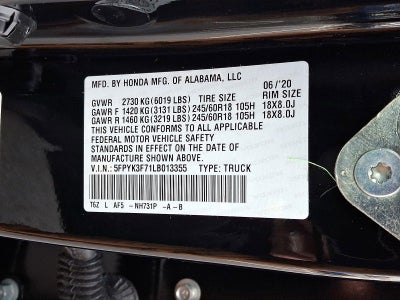 MFD. BY HONDA MFG. OF ALABAMA, LLC
06/'20
GVWR 2730 KG(6019 LBS) TIRE SIZE RIM SIZE
GAWR F 1420 KG(3131 LBS) 245/60R18 105H 18X8.0J
GAWR R 1460 KG(3219 LBS) 245/60R18 105H 18X8.0J
THIS VEHICLE CONFORMS TO ALL APPLICABLE
FEDERAL MOTOR VEHICLE SAFETY
STANDARDS IN EFFECT ON THE DATE OF
MANUFACTURE SHOWN ABOVE.
V.I.N.: 5FPYK3F71LB013355 TYPE: TRUCK
T6Z L AF5 -NH731P -A-B